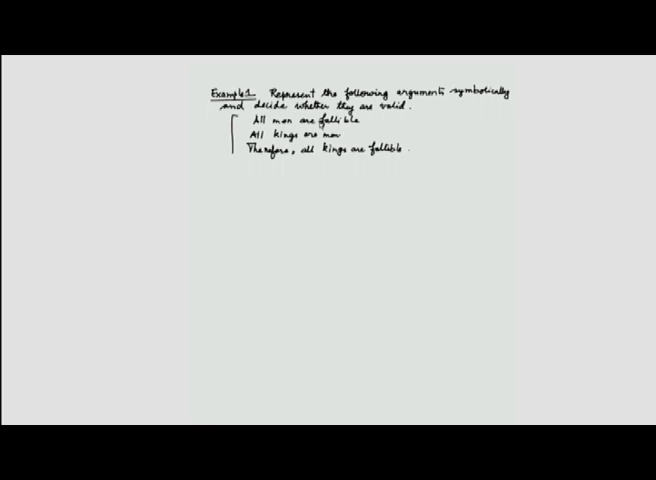 Example 1. Represent the following arguments symbolically
and decide whether they are valid.
All men are fallible
All kings are men
Therefore, all kings are fallible.